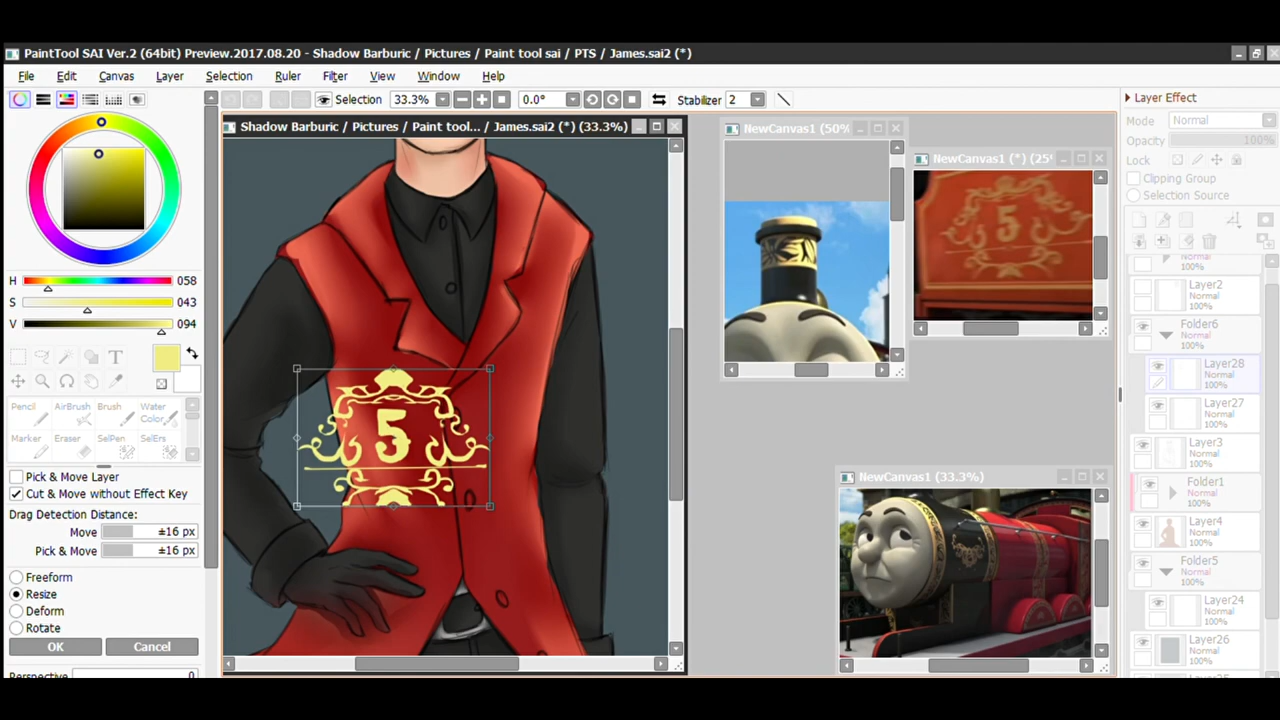 PaintTool SAI Ver.2 (64bit) Preview.2017.08.20 - Shadow Barburic / Pictures / Paint tool sai / PTS / James.sai2 (*)
File Edit Canvas Layer Selection Ruler Filter View Window Help
Selection 33.3% 0.0° Stabilizer 2
Layer Effect
Mode Normal
Opacity 100%
Lock
Clipping Group
Selection Source
Shadow Barburic / Pictures / Paint tool... / James.sai2 (*) (33.3%)
NewCanvas1 (50%
NewCanvas1 (*) (25%
5
5
NewCanvas1 (33.3%)
H 058
S 043
V 094
T
Pencil AirBrush Brush Water Color
Marker Eraser SelPen SelErs
Pick & Move Layer
Cut & Move without Effect Key
Drag Detection Distance:
Move ±16 px
Pick & Move ±16 px
Freeform
Resize
Deform
Rotate
OK Cancel
Perspective 0
Normal
100%
Layer2
Normal
100%
Folder6
Normal
100%
Layer28
Normal
100%
Layer27
Normal
100%
Layer3
Normal
100%
Folder1
Normal
100%
Layer4
Normal
100%
Folder5
Normal
100%
Layer24
Normal
100%
Layer26
Normal
100%